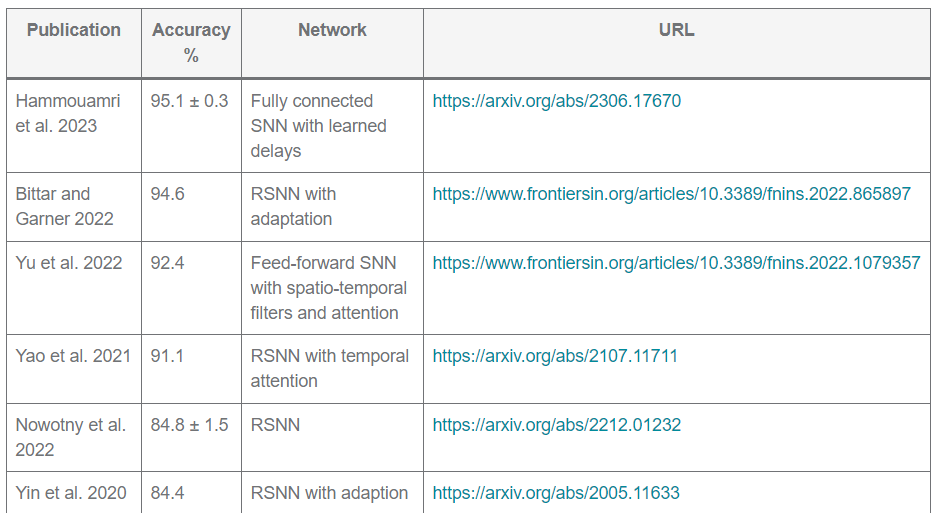 Publication Accuracy % Network URL
Hammouamri et al. 2023 95.1 ± 0.3 Fully connected SNN with learned delays https://arxiv.org/abs/2306.17670
Bittar and Garner 2022 94.6 RSNN with adaptation https://www.frontiersin.org/articles/10.3389/fnins.2022.865897
Yu et al. 2022 92.4 Feed-forward SNN with spatio-temporal filters and attention https://www.frontiersin.org/articles/10.3389/fnins.2022.1079357
Yao et al. 2021 91.1 RSNN with temporal attention https://arxiv.org/abs/2107.11711
Nowotny et al. 2022 84.8 ± 1.5 RSNN https://arxiv.org/abs/2212.01232
Yin et al. 2020 84.4 RSNN with adaption https://arxiv.org/abs/2005.11633